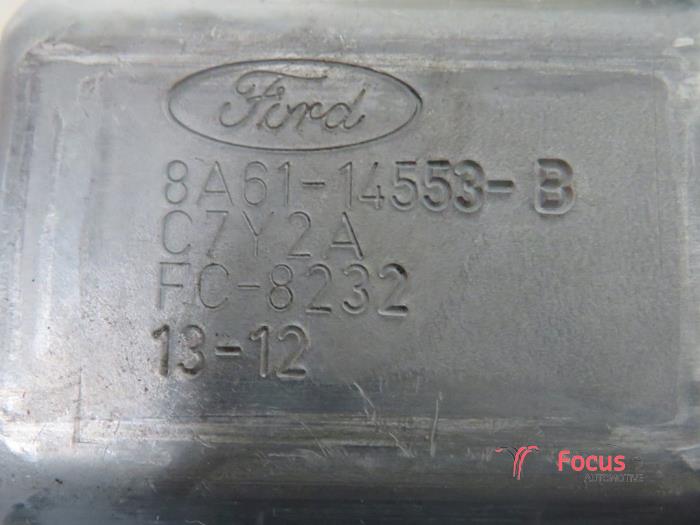 Ford
8A61-14553-B
C7Y2A
FC-8232
13-12
Focus
AUTOMOTIVE